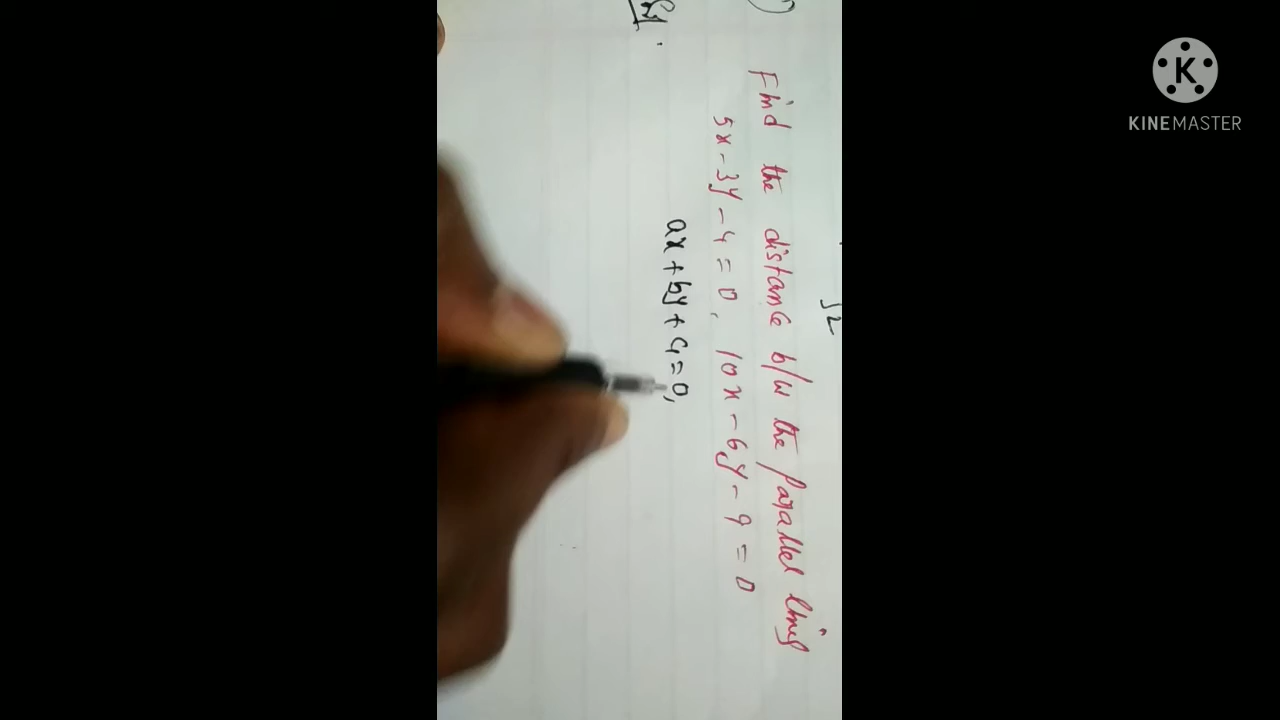 Find the distance b/w the parallel lines
5x - 3y - 4 = 0, 10x - 6y - 9 = 0
ax + by + c₁ = 0,
KINEMASTER